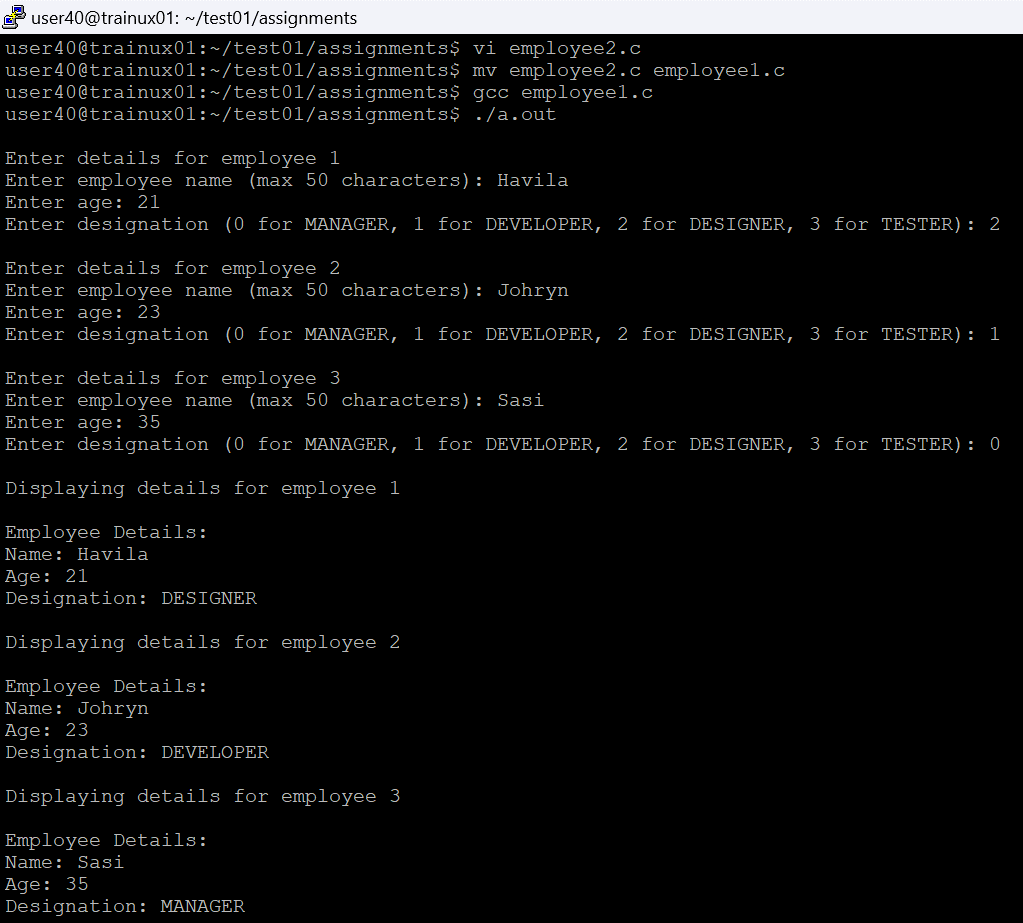 user40@trainux01: ~/test01/assignments
user40@trainux01:~/test01/assignments$ vi employee2.c
user40@trainux01:~/test01/assignments$ mv employee2.c employee1.c
user40@trainux01:~/test01/assignments$ gcc employee1.c
user40@trainux01:~/test01/assignments$ ./a.out
Enter details for employee 1
Enter employee name (max 50 characters): Havila
Enter age: 21
Enter designation (0 for MANAGER, 1 for DEVELOPER, 2 for DESIGNER, 3 for TESTER): 2
Enter details for employee 2
Enter employee name (max 50 characters): Johryn
Enter age: 23
Enter designation (0 for MANAGER, 1 for DEVELOPER, 2 for DESIGNER, 3 for TESTER): 1
Enter details for employee 3
Enter employee name (max 50 characters): Sasi
Enter age: 35
Enter designation (0 for MANAGER, 1 for DEVELOPER, 2 for DESIGNER, 3 for TESTER): 0
Displaying details for employee 1
Employee Details:
Name: Havila
Age: 21
Designation: DESIGNER
Displaying details for employee 2
Employee Details:
Name: Johryn
Age: 23
Designation: DEVELOPER
Displaying details for employee 3
Employee Details:
Name: Sasi
Age: 35
Designation: MANAGER